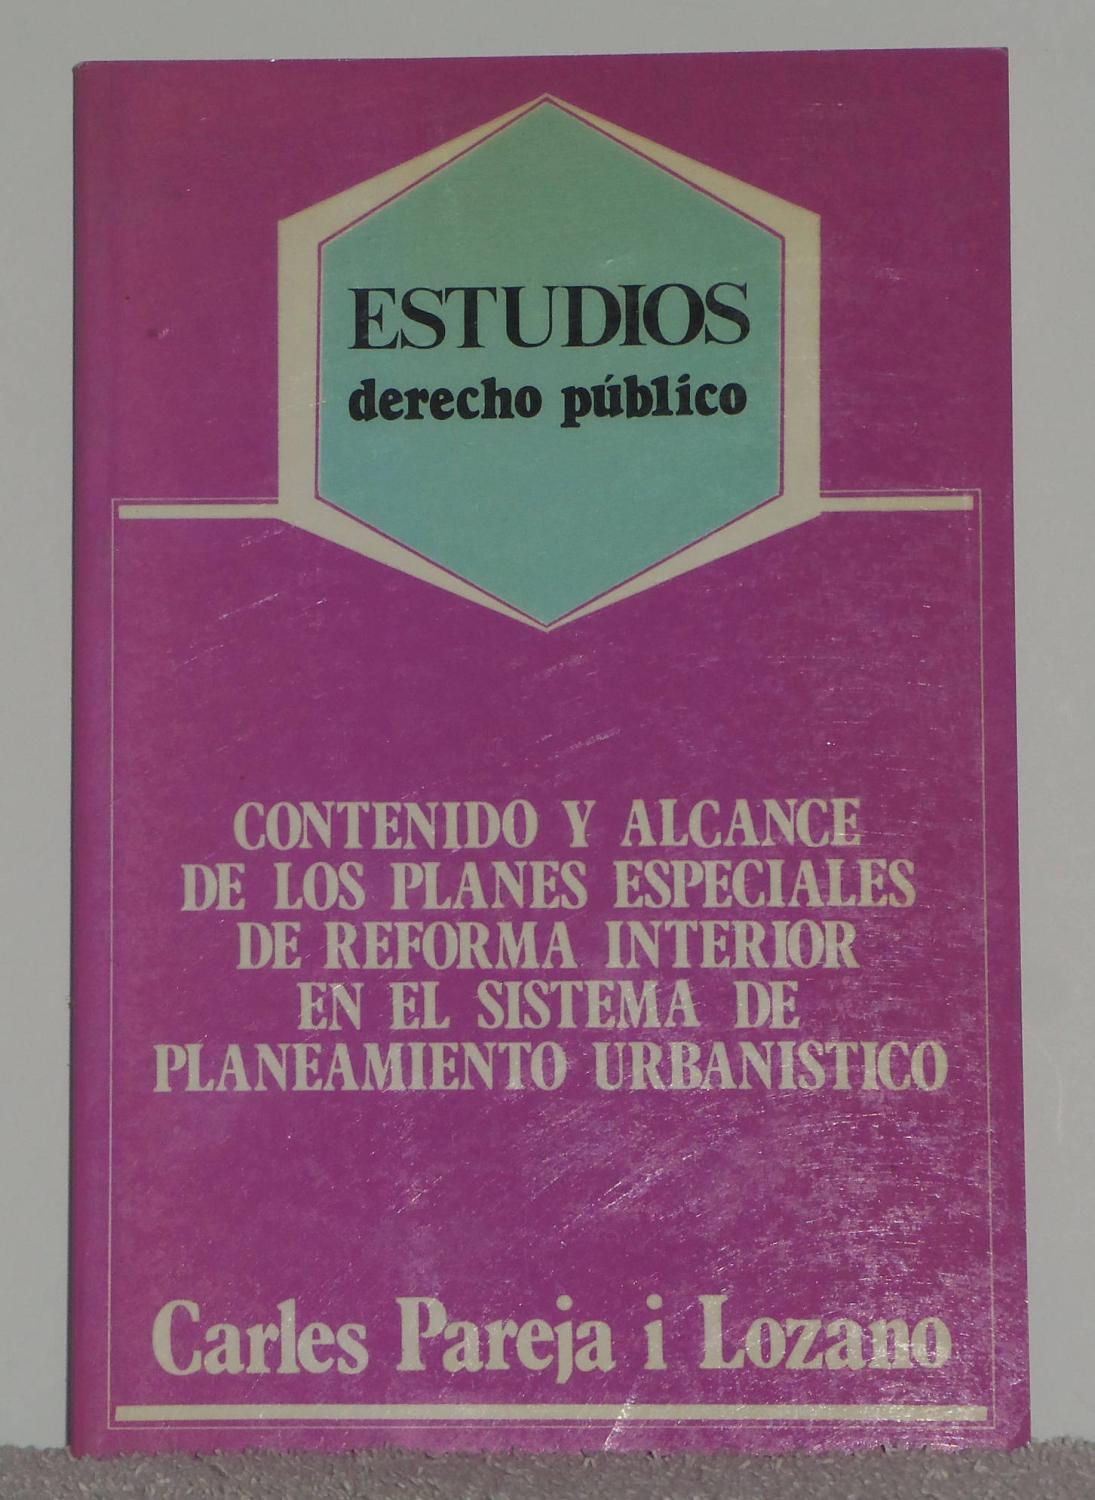 ESTUDIOS
derecho público
CONTENIDO Y ALCANCE
DE LOS PLANES ESPECIALES
DE REFORMA INTERIOR
EN EL SISTEMA DE
PLANEAMIENTO URBANISTICO
Carles Pareja i Lozano